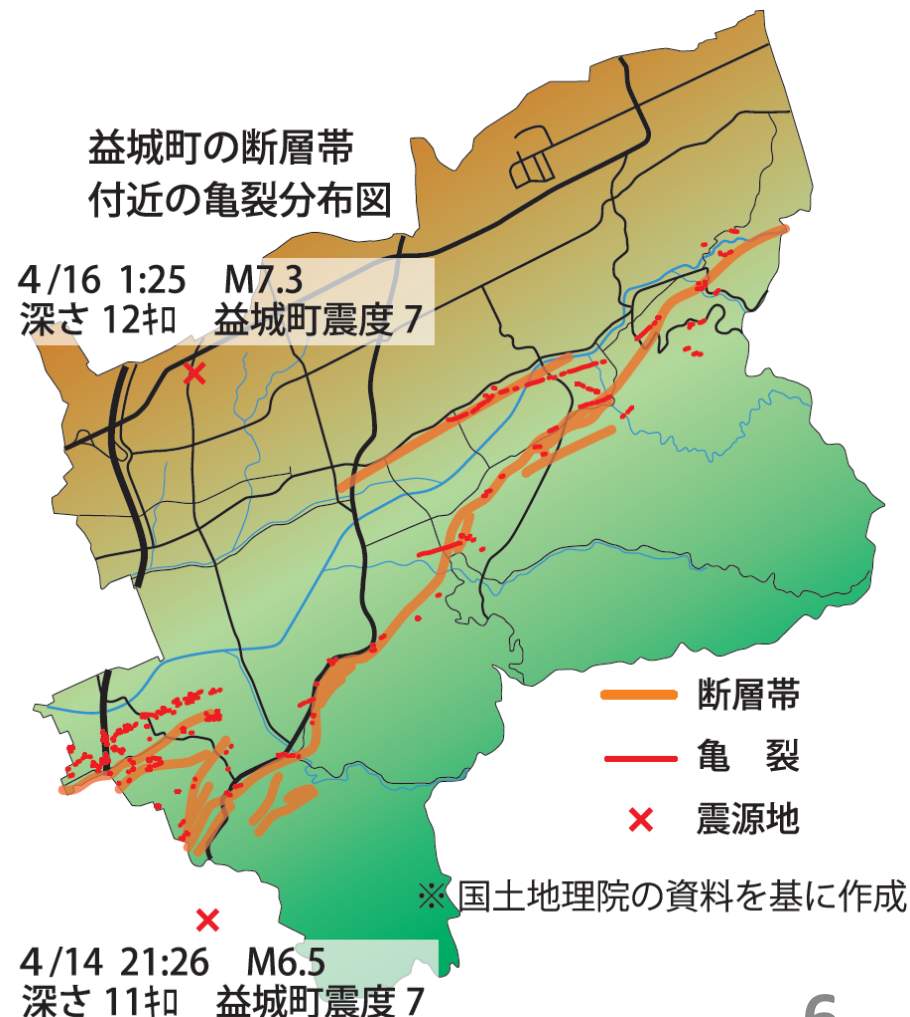 益城町の断層帯
付近の亀裂分布図
4/16 1:25 M7.3
深さ12㌔ 益城町震度7
断層帯
亀 裂
震源地
※国土地理院の資料を基に作成
4/14 21:26 M6.5
深さ11㌔ 益城町震度7
6